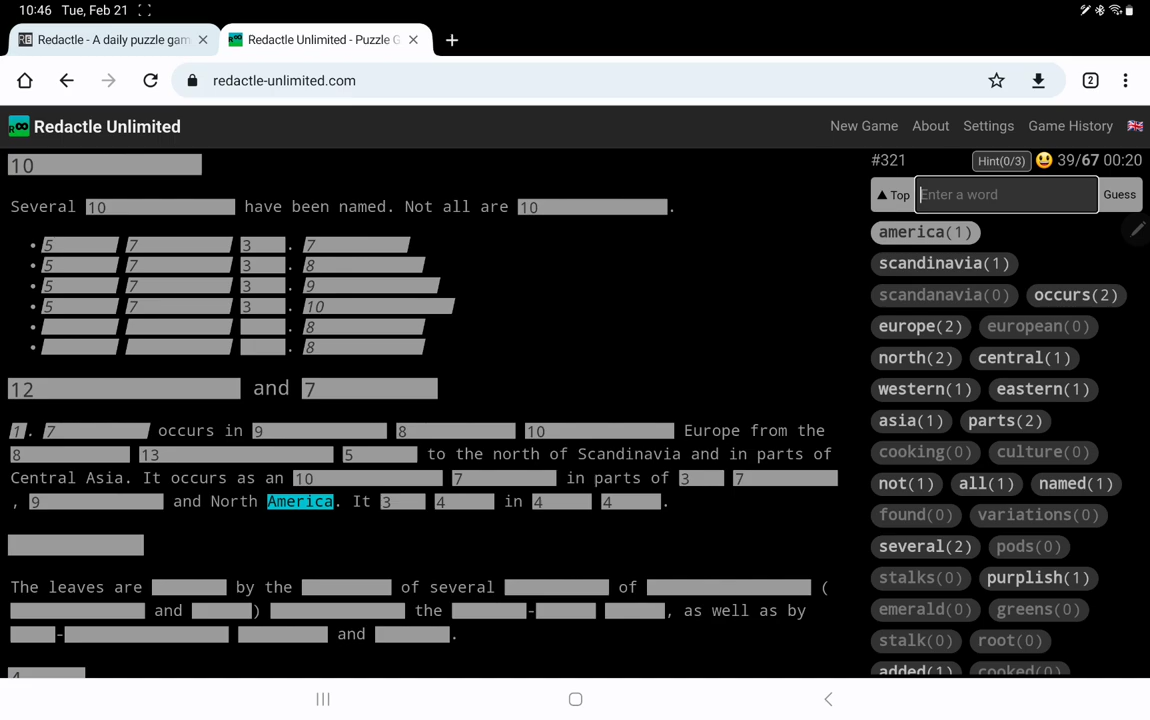 10:46 Tue, Feb 21
Redactle - A daily puzzle gam
Redactle Unlimited - Puzzle G
redactle-unlimited.com
2
Redactle Unlimited
New Game About Settings Game History
10
#321 Hint(0/3) 39/67 00:20
Top Enter a word Guess
Several 10 have been named. Not all are 10.
5 7 3. 7
5 7 3. 8
5 7 3. 9
5 7 3. 10
. 8
. 8
12 and 7
1. 7 occurs in 9 8 10 Europe from the
8 13 5 to the north of Scandinavia and in parts of
Central Asia. It occurs as an 10 7 in parts of 3 7
, 9 and North America. It 3 4 in 4 4.
The leaves are by the of several of (
and ) the - , as well as by
- and .
4
america(1)
scandinavia(1)
scandanavia(0) occurs(2)
europe(2) european(0)
north(2) central(1)
western(1) eastern(1)
asia(1) parts(2)
cooking(0) culture(0)
not(1) all(1) named(1)
found(0) variations(0)
several(2) pods(0)
stalks(0) purplish(1)
emerald(0) greens(0)
stalk(0) root(0)
added(1) cooked(0)